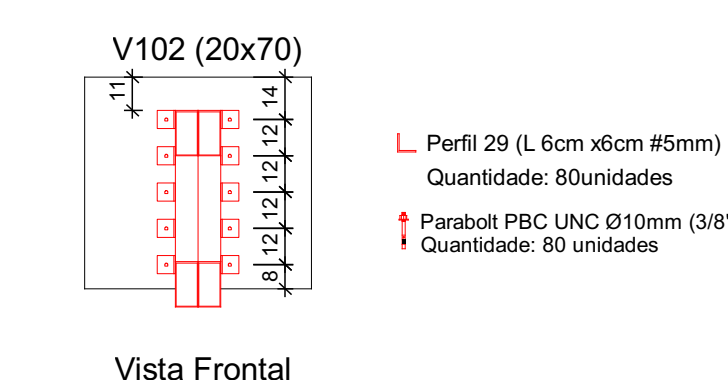 V102 (20x70)
11
14
12
12
12
12
8
Perfil 29 (L 6cm x6cm #5mm)
Quantidade: 80unidades
Parabolt PBC UNC Ø10mm (3/8"
Quantidade: 80 unidades
Vista Frontal